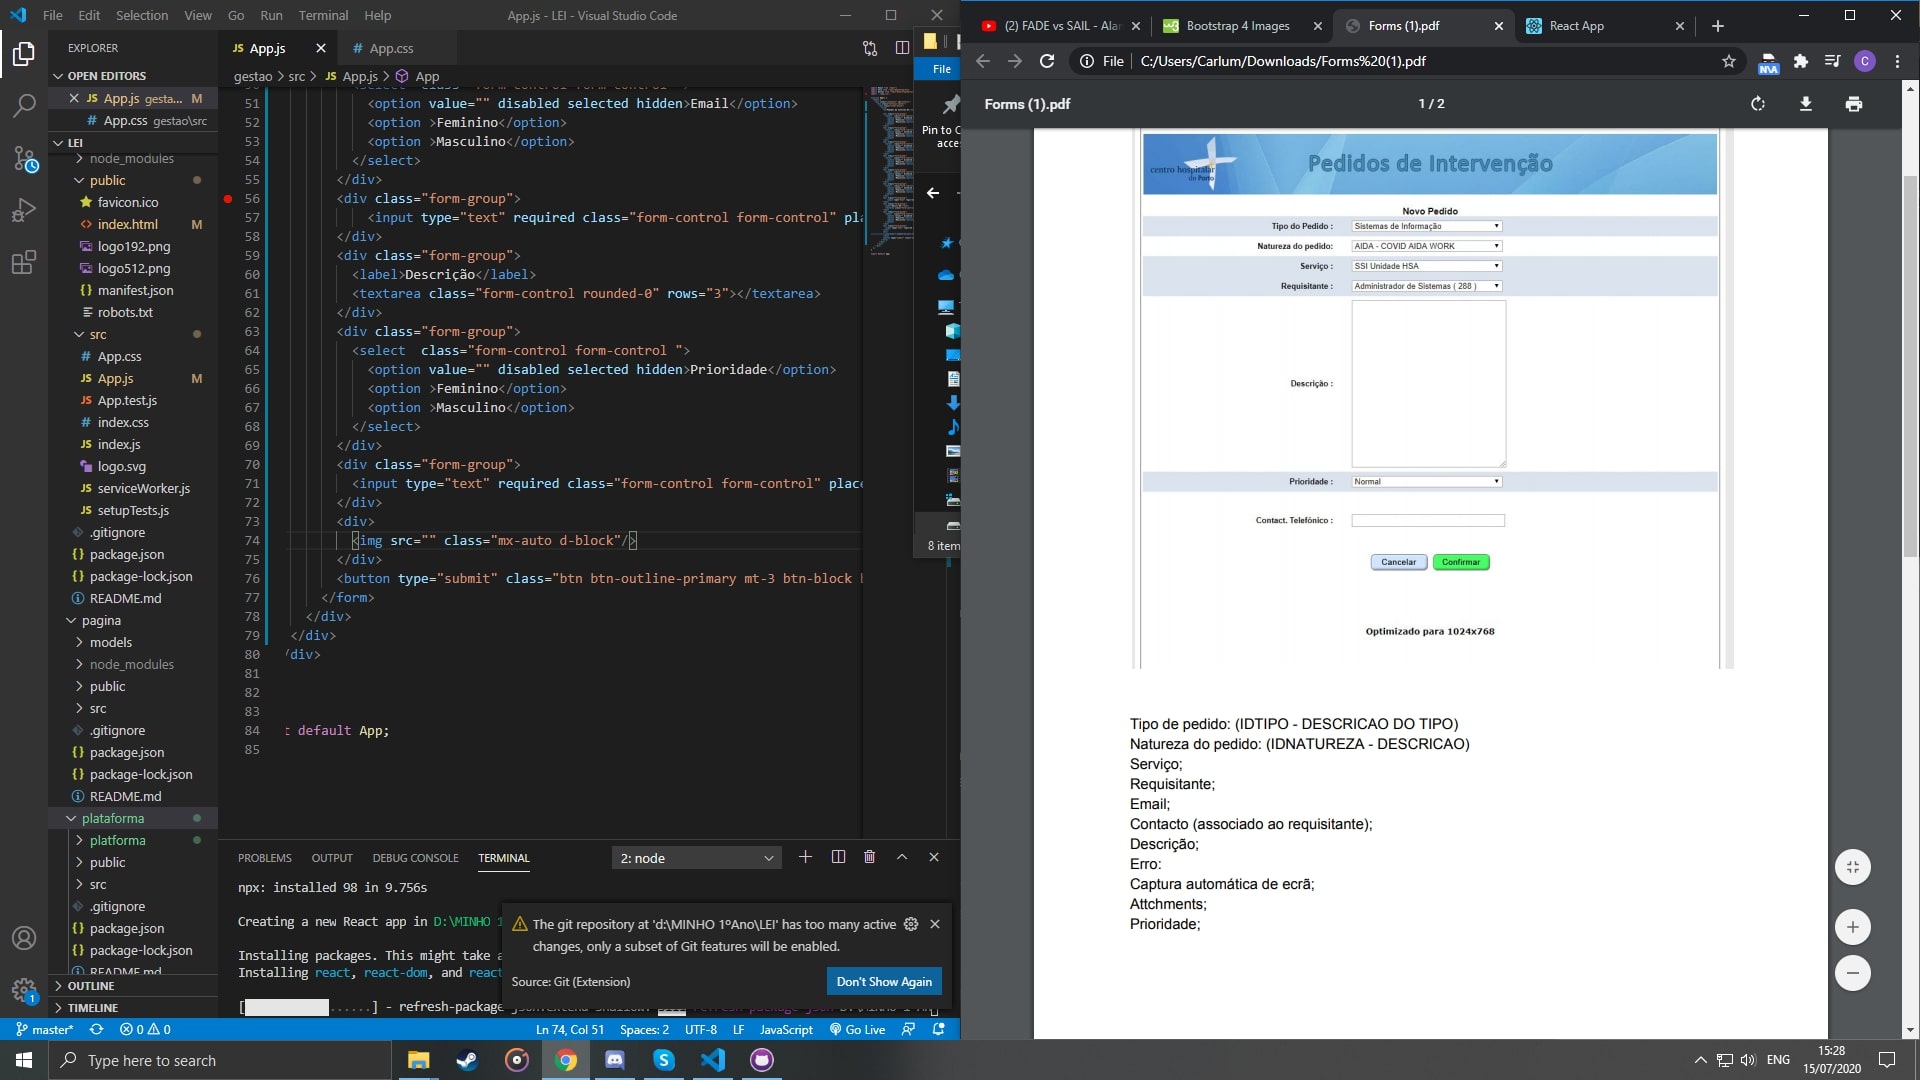 File Edit Selection View Go Run Terminal Help
App.js - LEI - Visual Studio Code
EXPLORER
OPEN EDITORS
App.js gesta... M
App.css gestao\src
LEI
node_modules
public
favicon.ico
index.html M
logo192.png
logo512.png
manifest.json
robots.txt
src
App.css
App.js M
App.test.js
index.css
index.js
logo.svg
serviceWorker.js
setupTests.js
.gitignore
package.json
package-lock.json
README.md
pagina
models
node_modules
public
src
.gitignore
package.json
package-lock.json
README.md
plataforma
platforma
public
src
.gitignore
package.json
package-lock.json
README.md
OUTLINE
TIMELINE
App.js
App.css
gestao > src > App.js > App
51 <option value="" disabled selected hidden>Email</option>
52 <option >Feminino</option>
53 <option >Masculino</option>
54 </select>
55 </div>
56 <div class="form-group">
57 <input type="text" required class="form-control form-control" pla
58 </div>
59 <div class="form-group">
60 <label>Descrição</label>
61 <textarea class="form-control rounded-0" rows="3"></textarea>
62 </div>
63 <div class="form-group">
64 <select  class="form-control form-control ">
65 <option value="" disabled selected hidden>Prioridade</option>
66 <option >Feminino</option>
67 <option >Masculino</option>
68 </select>
69 </div>
70 <div class="form-group">
71 <input type="text" required class="form-control form-control" place
72 </div>
73 <div>
74 <img src="" class="mx-auto d-block"/>
75 </div>
76 <button type="submit" class="btn btn-outline-primary mt-3 btn-block
77 </form>
78 </div>
79 </div>
80 /div>
81
82
83
84 t default App;
85
PROBLEMS OUTPUT DEBUG CONSOLE TERMINAL
2: node
npx: installed 98 in 9.756s
Creating a new React app in D:\MINHO 1
Installing packages. This might take a
Installing react, react-dom, and react
[ ......] - refresh-package
The git repository at 'd:\MINHO 1ºAno\LEI' has too many active
changes, only a subset of Git features will be enabled.
Source: Git (Extension)
Don't Show Again
master* 0 0
Ln 74, Col 51 Spaces: 2 UTF-8 LF JavaScript Go Live
1
File
Pin to
acce
8 item
(2) FADE vs SAIL - Alan
Bootstrap 4 Images
Forms (1).pdf
React App
File C:/Users/Carlum/Downloads/Forms%20(1).pdf
N\A
C
Forms (1).pdf
1 / 2
centro hospitalar
do Porto
Pedidos de Intervenção
Novo Pedido
Tipo do Pedido : Sistemas de Informação
Natureza do pedido: AIDA - COVID AIDA WORK
Serviço : SSI Unidade HSA
Requisitante : Administrador de Sistemas ( 288 )
Descrição :
Prioridade : Normal
Contact. Telefónico :
Cancelar Confirmar
Optimizado para 1024x768
Tipo de pedido: (IDTIPO - DESCRICAO DO TIPO)
Natureza do pedido: (IDNATUREZA - DESCRICAO)
Serviço;
Requisitante;
Email;
Contacto (associado ao requisitante);
Descrição;
Erro:
Captura automática de ecrã;
Attchments;
Prioridade;
Type here to search
ENG
15:28
15/07/2020